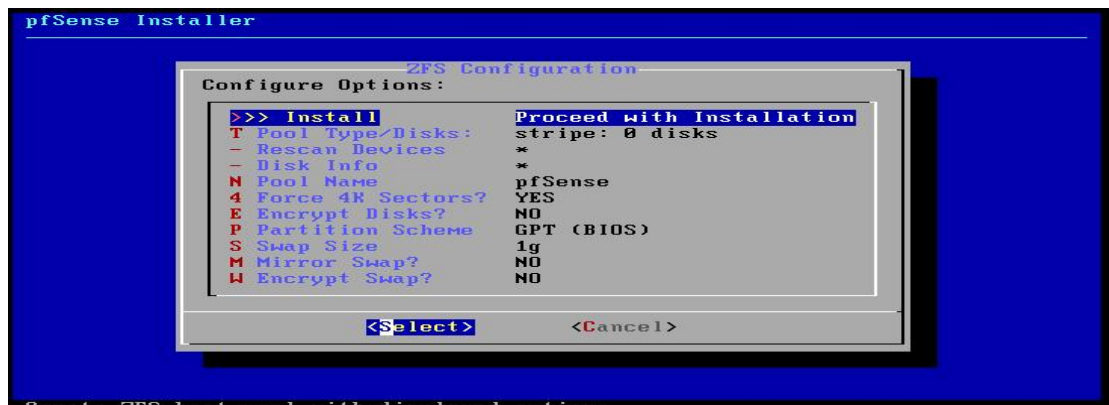 pfSense Installer
ZFS Configuration
Configure Options:
>>> Install Proceed with Installation
T Pool Type/Disks: stripe: 0 disks
- Rescan Devices *
- Disk Info *
N Pool Name pfSense
4 Force 4K Sectors? YES
E Encrypt Disks? NO
P Partition Scheme GPT (BIOS)
S Swap Size 1g
M Mirror Swap? NO
W Encrypt Swap? NO
<Select> <Cancel>